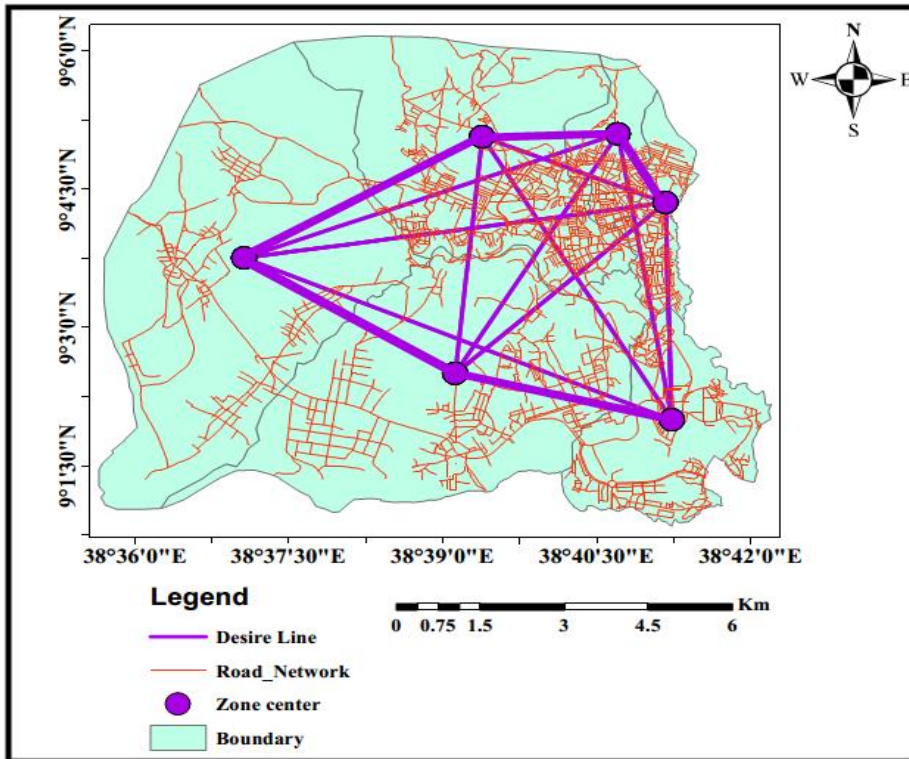 N
W E
S
9°6'0"N
9°4'30"N
9°3'0"N
9°1'30"N
38°36'0"E 38°37'30"E 38°39'0"E 38°40'30"E 38°42'0"E
Legend
Desire Line
Road_Network
Zone center
Boundary
Km
0 0.75 1.5 3 4.5 6